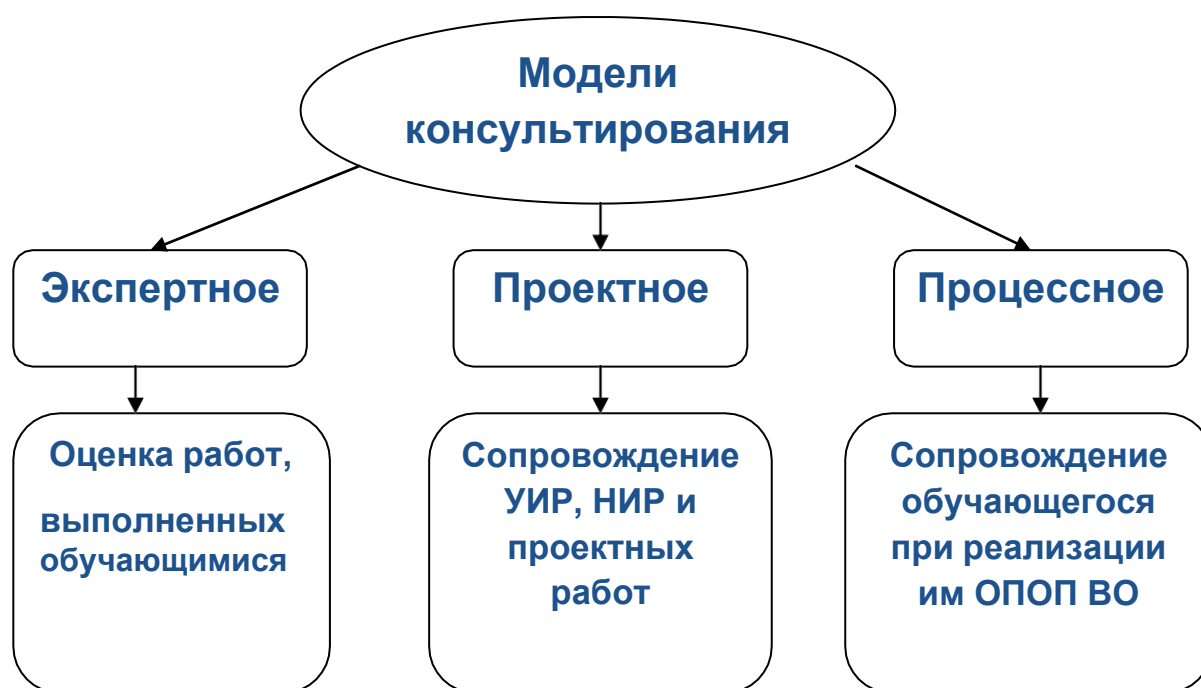 Модели
консультирования
Экспертное
Проектное
Процессное
Оценка работ,
выполненных
обучающимися
Сопровождение
УИР, НИР и
проектных
работ
Сопровождение
обучающегося
при реализации
им ОПОП ВО